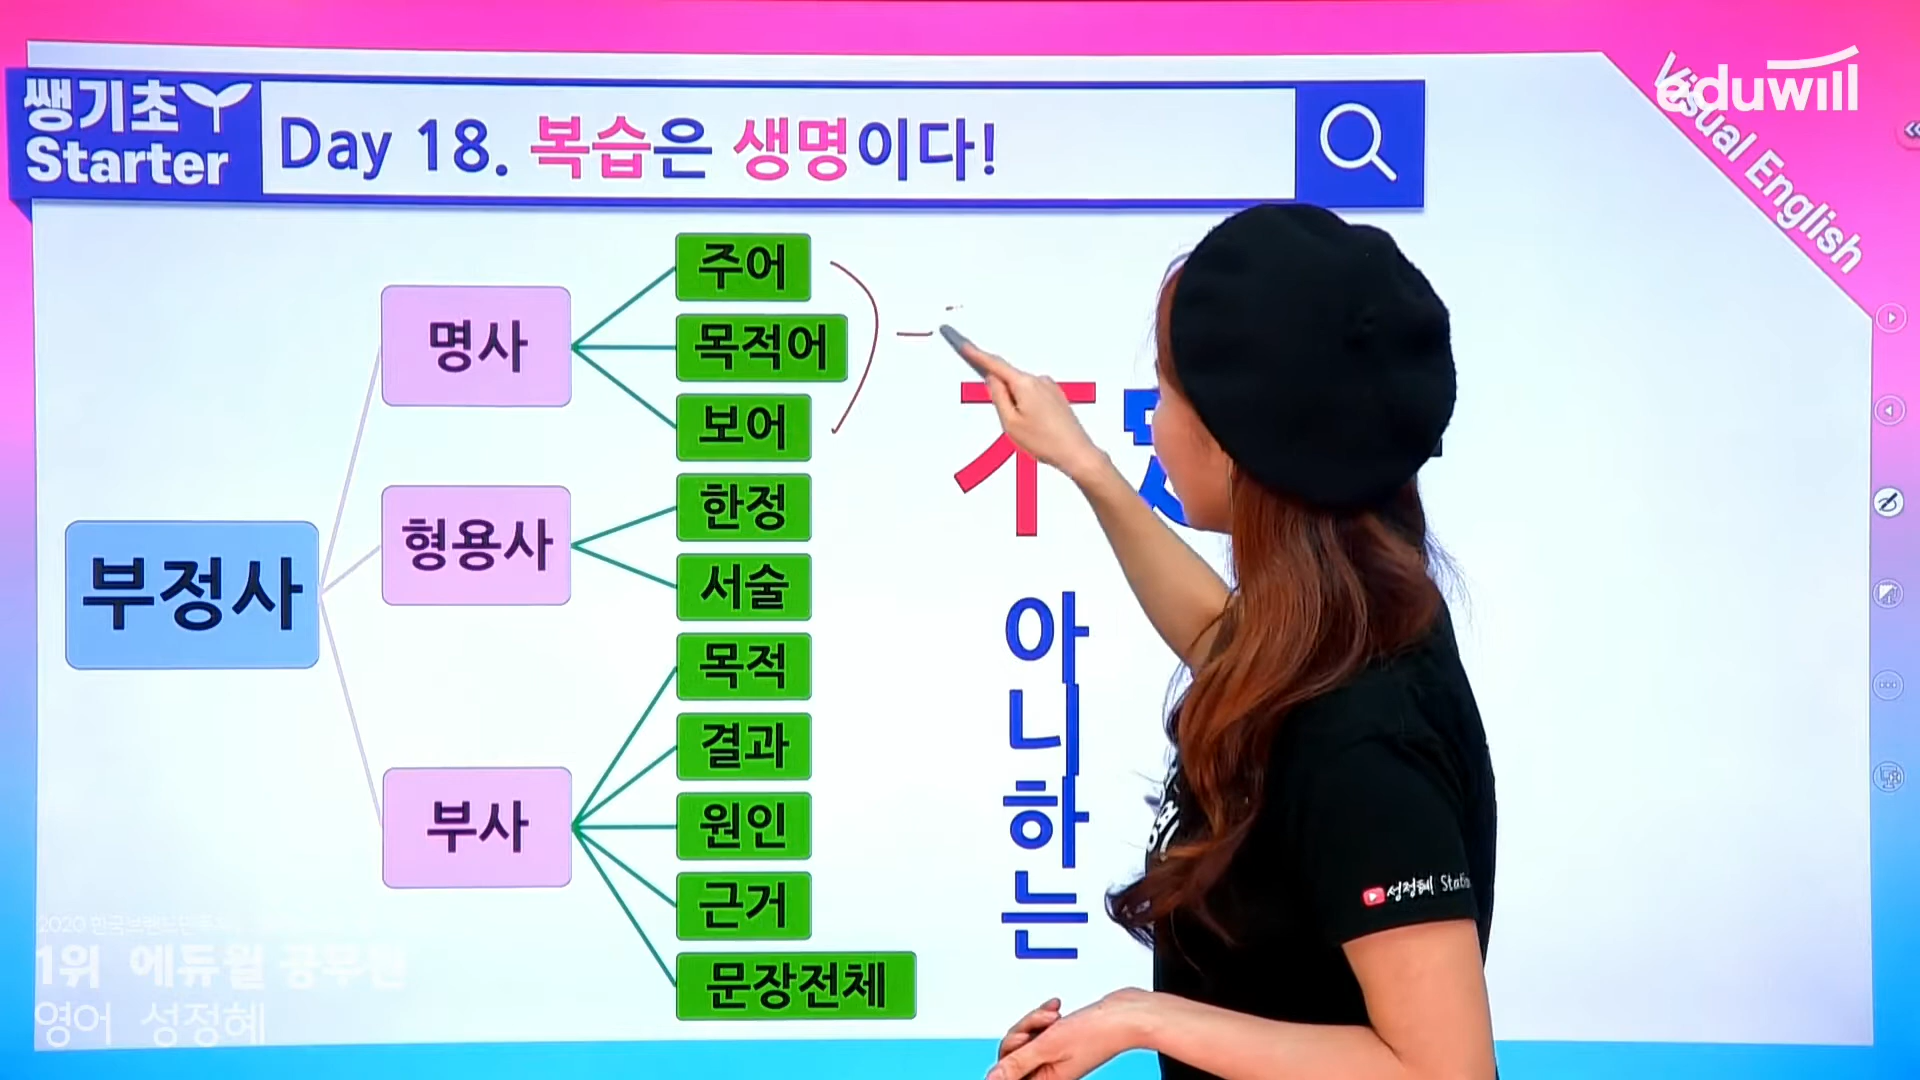 eduwill
Visual English
쌩기초
Starter
Day 18. 복습은 생명이다!
부정사
명사
주어
목적어
보어
형용사
한정
서술
부사
목적
결과
원인
근거
문장전체
不
아니하는
1위 에듀윌 공무원
영어 성정혜
성정혜